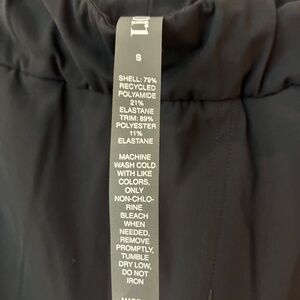 S
SHELL: 79%
RECYCLED
POLYAMIDE
21%
ELASTANE
TRIM: 89%
POLYESTER
11%
ELASTANE
MACHINE
WASH COLD
WITH LIKE
COLORS,
ONLY
NON-CHLO-
RINE
BLEACH
WHEN
NEEDED,
REMOVE
PROMPTLY,
TUMBLE
DRY LOW,
DO NOT
IRON